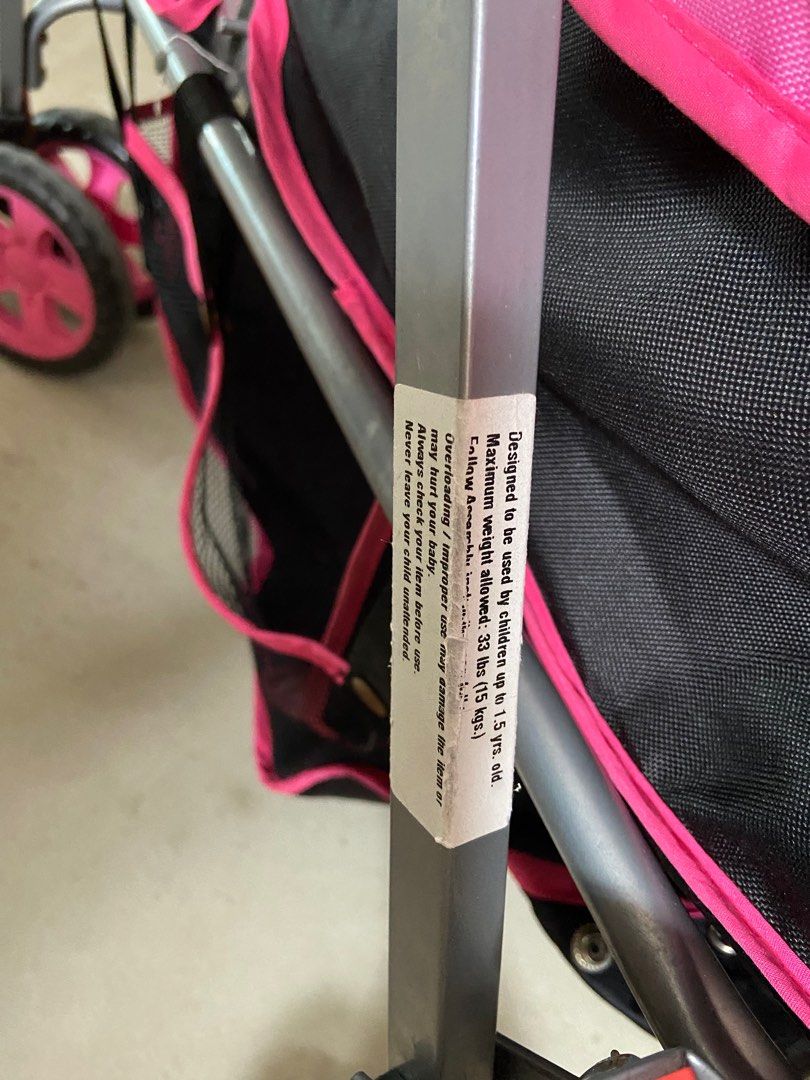 Designed to be used by children up to 1.5 yrs. old.
Maximum weight allowed: 33 lbs (15 kgs.)
Follow Assembly
Overloading / improper use may damage the item or
may hurt your baby.
Always check your item before use.
Never leave your child unattended.